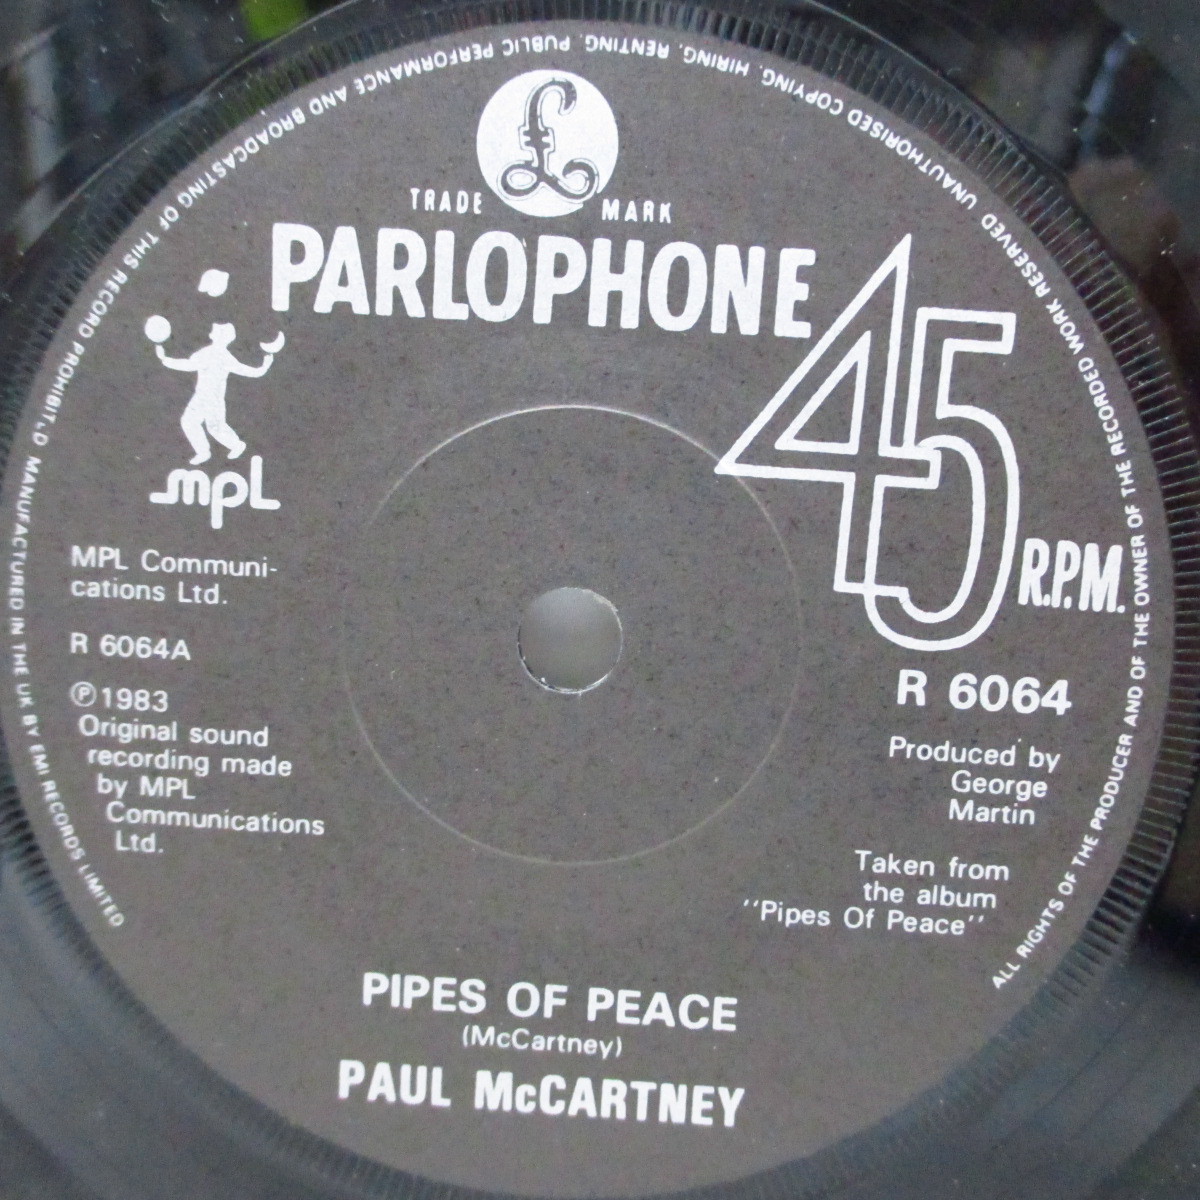 ALL RIGHTS OF THE PRODUCER AND OF THE OWNER OF THE RECORDED WORK RESERVED. UNAUTHORISED COPYING, HIRING, RENTING, PUBLIC PERFORMANCE AND BROADCASTING OF THIS RECORD PROHIBITED MANUFACTURED IN THE UK BY EMI RECORDS LIMITED
£
TRADE MARK
PARLOPHONE
45
R.P.M.
mpL
MPL Communi-
cations Ltd.
R 6064A
Ⓟ1983
Original sound
recording made
by MPL
Communications
Ltd.
R 6064
Produced by
George
Martin
Taken from
the album
"Pipes Of Peace"
PIPES OF PEACE
(McCartney)
PAUL McCARTNEY